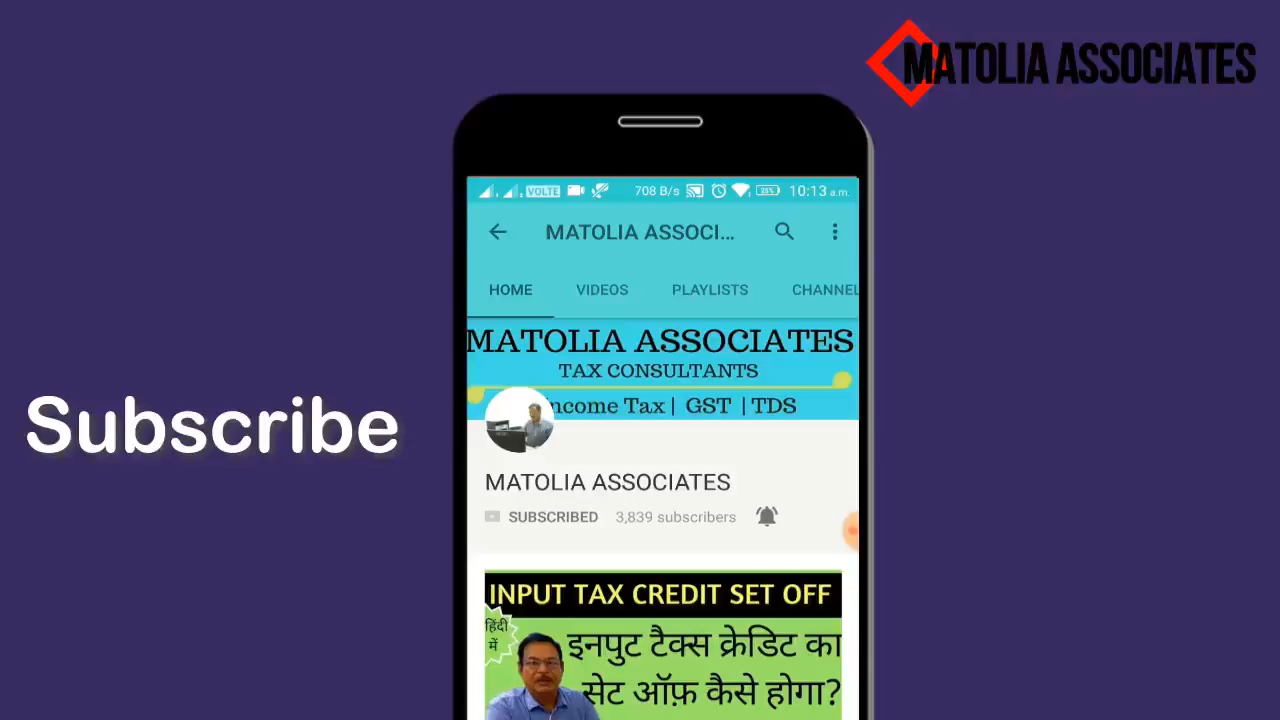 MATOLIA ASSOCIATES
VOLTE 708 B/s 25% 10:13 a.m.
MATOLIA ASSOCI...
HOME VIDEOS PLAYLISTS CHANNEL
MATOLIA ASSOCIATES
TAX CONSULTANTS
ncome Tax | GST | TDS
Subscribe
MATOLIA ASSOCIATES
SUBSCRIBED 3,839 subscribers
INPUT TAX CREDIT SET OFF
हिंदी
में
इनपुट टैक्स क्रेडिट का
सेट ऑफ़ कैसे होगा?